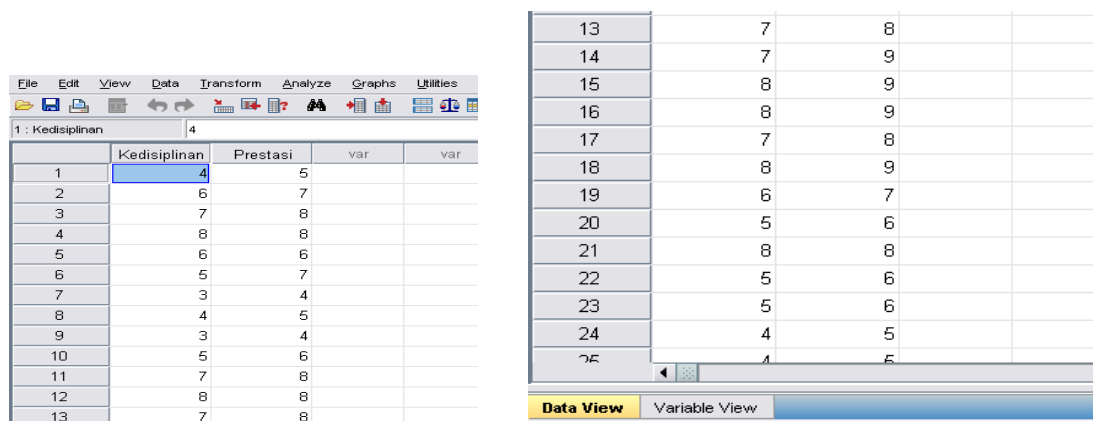 File Edit View Data Transform Analyze Graphs Utilities
1 : Kedisiplinan 4
Kedisiplinan Prestasi var var
1 4 5
2 6 7
3 7 8
4 8 8
5 6 6
6 5 7
7 3 4
8 4 5
9 3 4
10 5 6
11 7 8
12 8 8
13 7 8
13 7 8
14 7 9
15 8 9
16 8 9
17 7 8
18 8 9
19 6 7
20 5 6
21 8 8
22 5 6
23 5 6
24 4 5
25 4
Data View Variable View